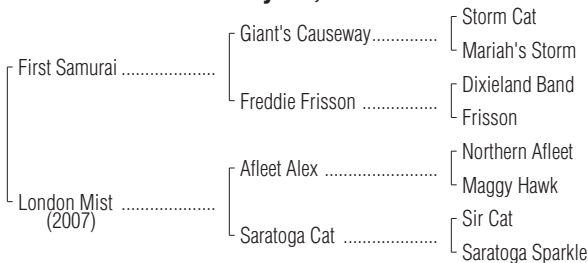 Storm Cat
Giant's Causeway..............
Mariah's Storm
First Samurai .....................
Dixieland Band
Freddie Frisson ................
Frisson
Northern Afleet
Afleet Alex ........................
Maggy Hawk
London Mist .....................
(2007)
Sir Cat
Saratoga Cat ....................
Saratoga Sparkle